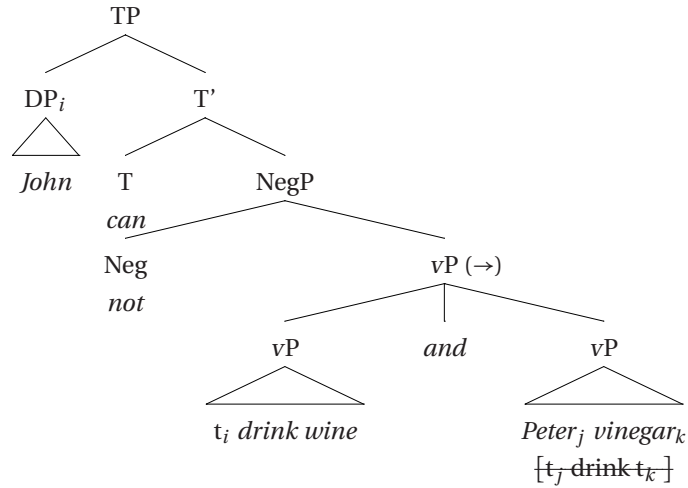 TP
DPᵢ T’
John T NegP
can
Neg vP (→)
not
vP and vP
tᵢ drink wine Peterⱼ vinegarₖ
[tⱼ drink tₖ ]